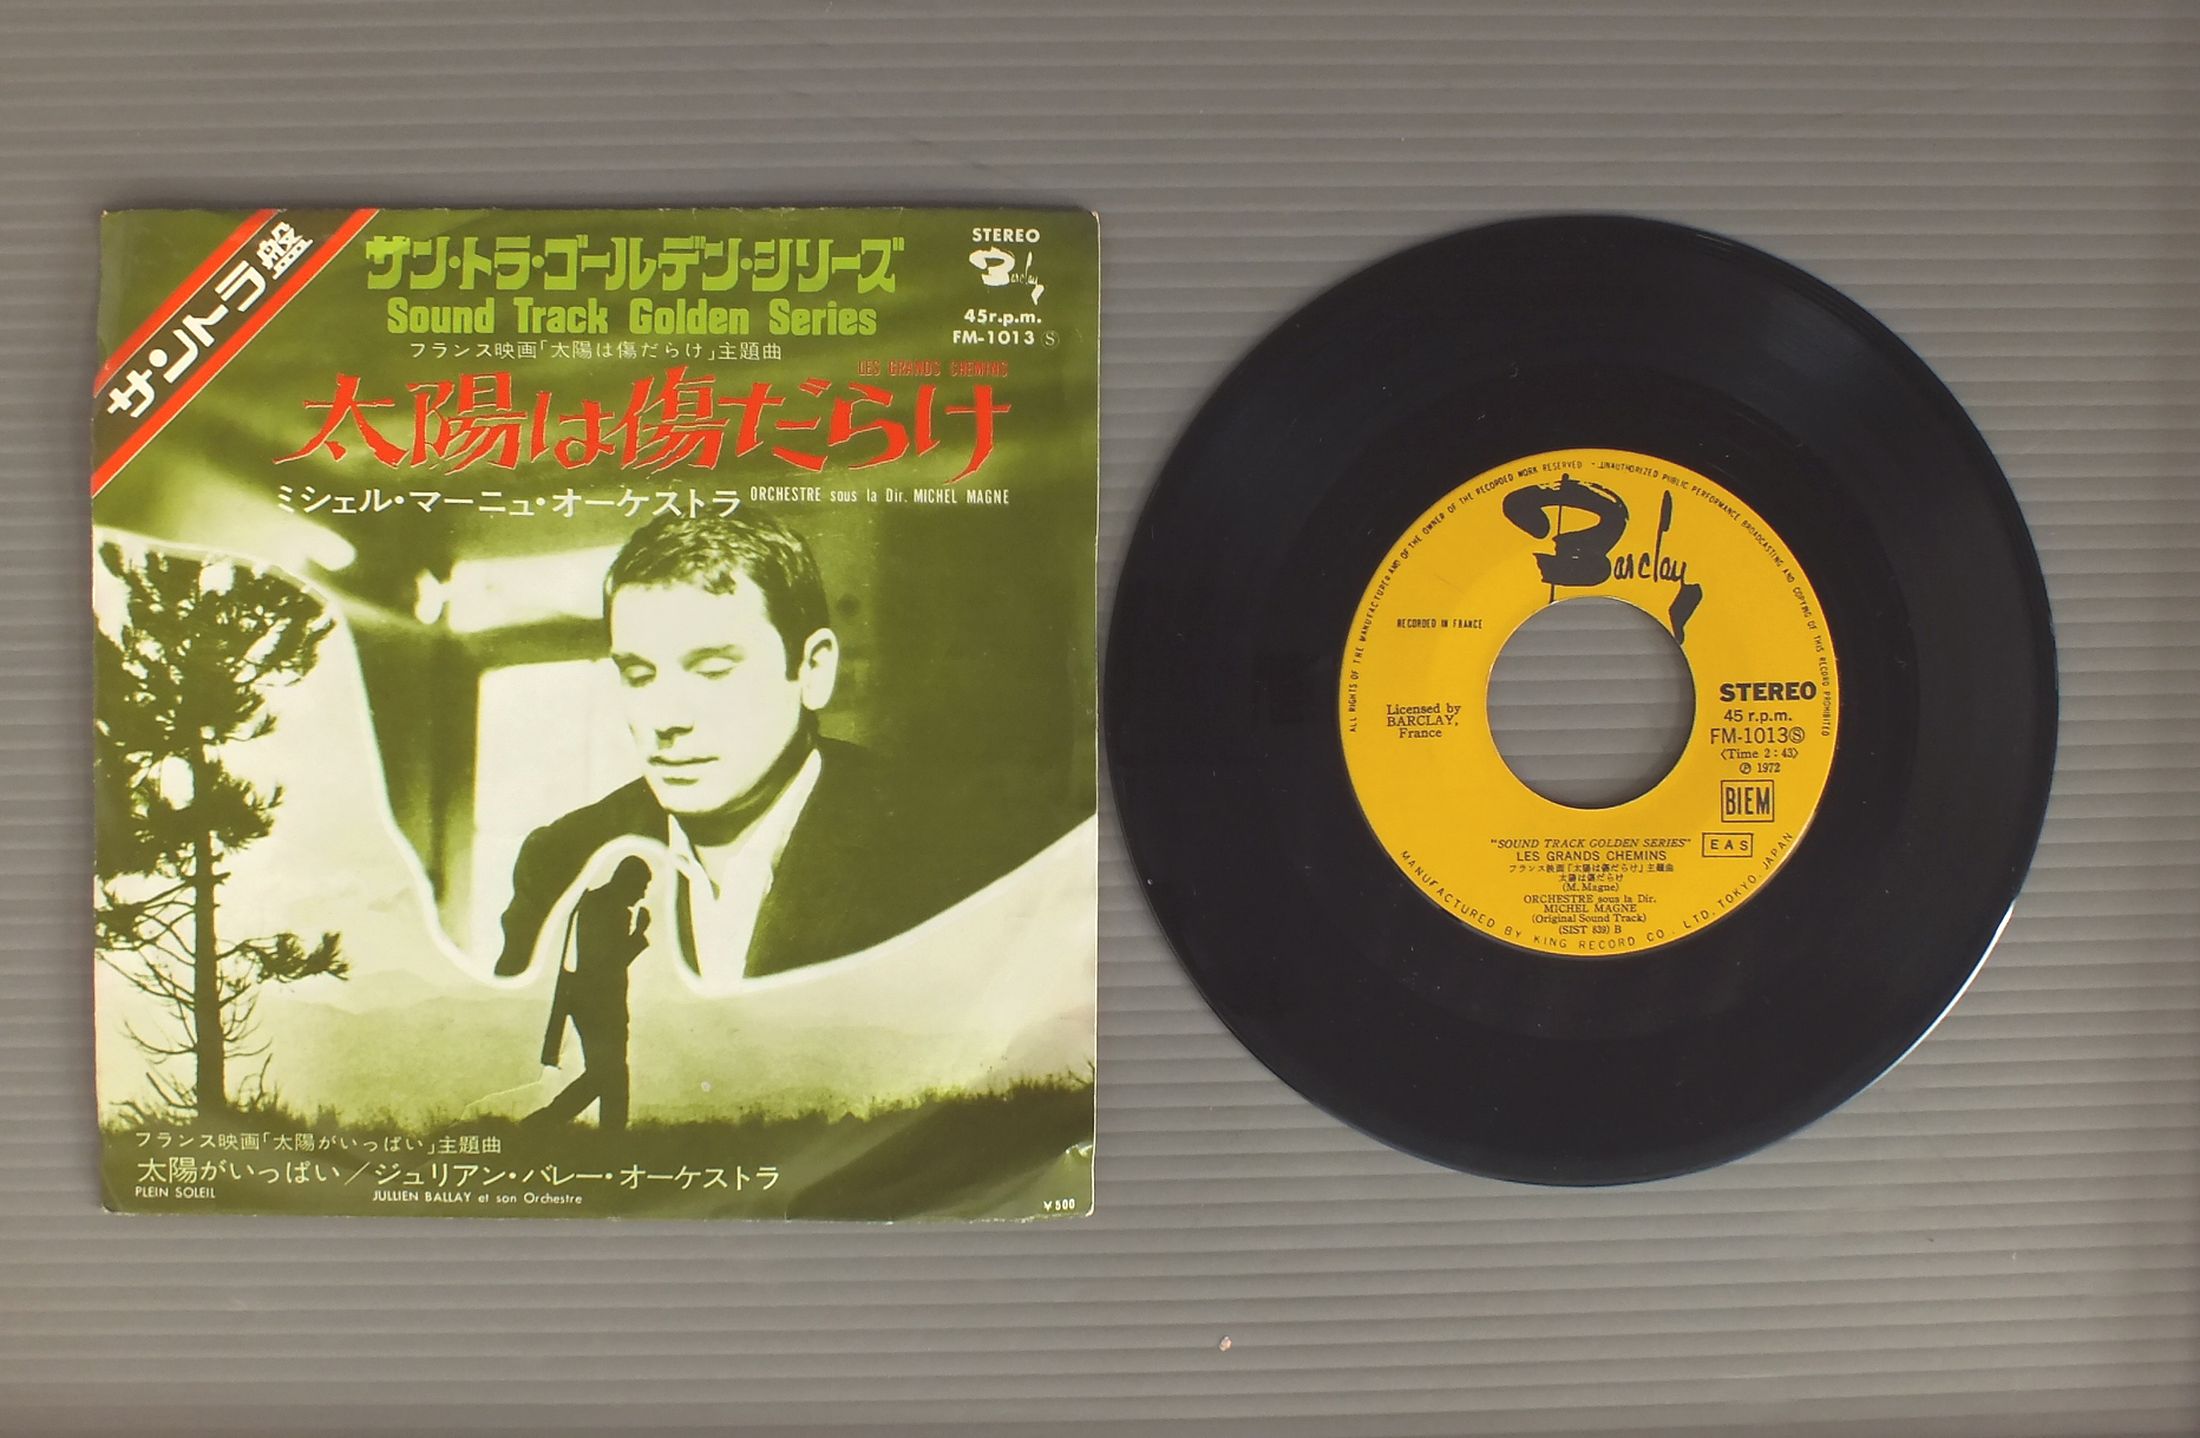 サントラ盤
サン・トラ・ゴールデン・シリーズ
Sound Track Golden Series
フランス映画「太陽は傷だらけ」主題曲
LES GRANDS CHEMINS
太陽は傷だらけ
ミシェル・マーニュ・オーケストラ ORCHESTRE sous la Dir. MICHEL MAGNE
STEREO
Barclay
45r.p.m.
FM-1013 Ⓢ
フランス映画「太陽がいっぱい」主題曲
太陽がいっぱい／ジュリアン・バレー・オーケストラ
PLEIN SOLEIL JULLIEN BALLAY et son Orchestre
¥500
ALL RIGHTS OF THE MANUFACTURER AND OF THE OWNER OF THE RECORDED WORK RESERVED - UNAUTHORIZED PUBLIC PERFORMANCE BROADCASTING AND COPYING OF THIS RECORD PROHIBITED
Barclay
RECORDED IN FRANCE
Licensed by
BARCLAY,
France
STEREO
45 r.p.m.
FM-1013Ⓢ
(Time 2:43)
℗ 1972
BIEM
EAS
"SOUND TRACK GOLDEN SERIES"
LES GRANDS CHEMINS
フランス映画「太陽は傷だらけ」主題曲
太陽は傷だらけ
(M. Magne)
ORCHESTRE sous la Dir.
MICHEL MAGNE
(Original Sound Track)
(SIST 839) B
MANUFACTURED BY KING RECORD CO., LTD. TOKYO, JAPAN